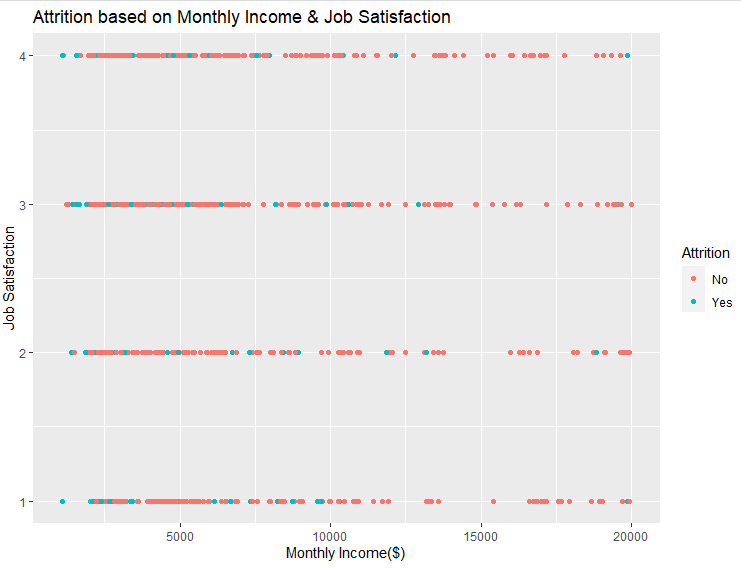 Attrition based on Monthly Income & Job Satisfaction
4
3
2
1
Job Satisfaction
5000
10000
15000
20000
Monthly Income($)
Attrition
No
Yes